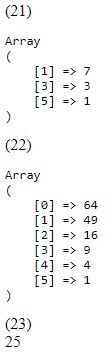 (21)
Array
(
[1] => 7
[3] => 3
[5] => 1
)
(22)
Array
(
[0] => 64
[1] => 49
[2] => 16
[3] => 9
[4] => 4
[5] => 1
)
(23)
25